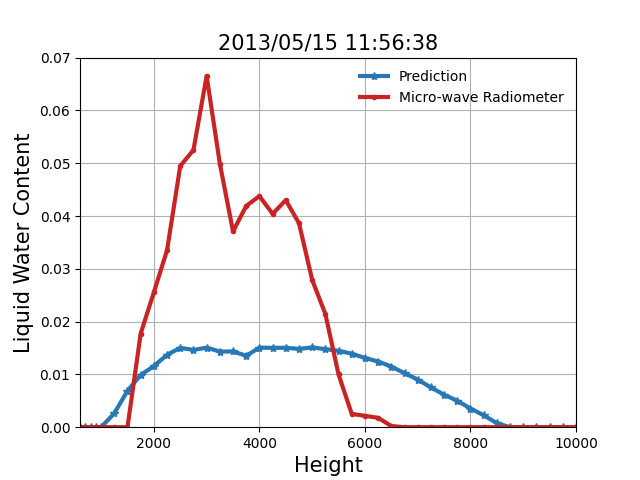 2013/05/15 11:56:38
Prediction
Micro-wave Radiometer
Liquid Water Content
0.07
0.06
0.05
0.04
0.03
0.02
0.01
0.00
2000 4000 6000 8000 10000
Height